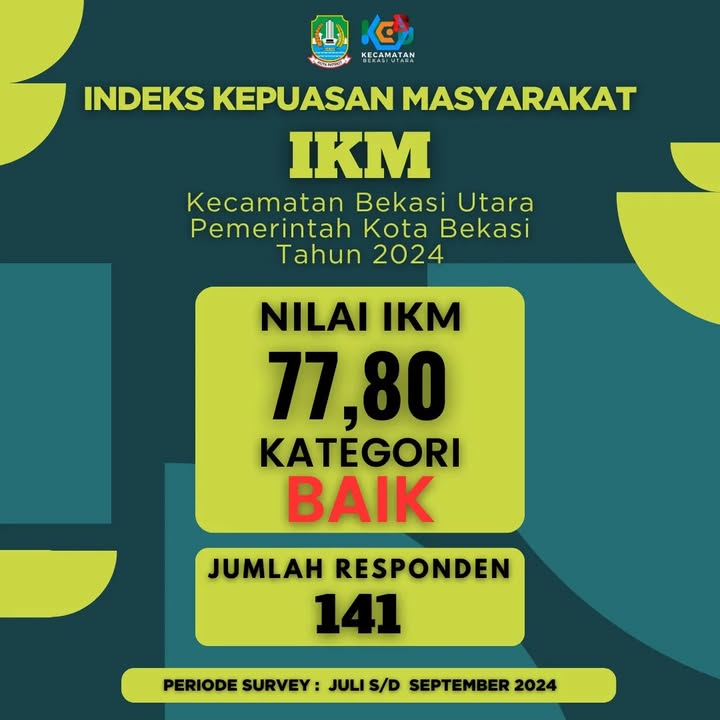 KECAMATAN
BEKASI UTARA
INDEKS KEPUASAN MASYARAKAT
IKM
Kecamatan Bekasi Utara
Pemerintah Kota Bekasi
Tahun 2024
NILAI IKM
77,80
KATEGORI
BAIK
JUMLAH RESPONDEN
141
PERIODE SURVEY : JULI S/D SEPTEMBER 2024